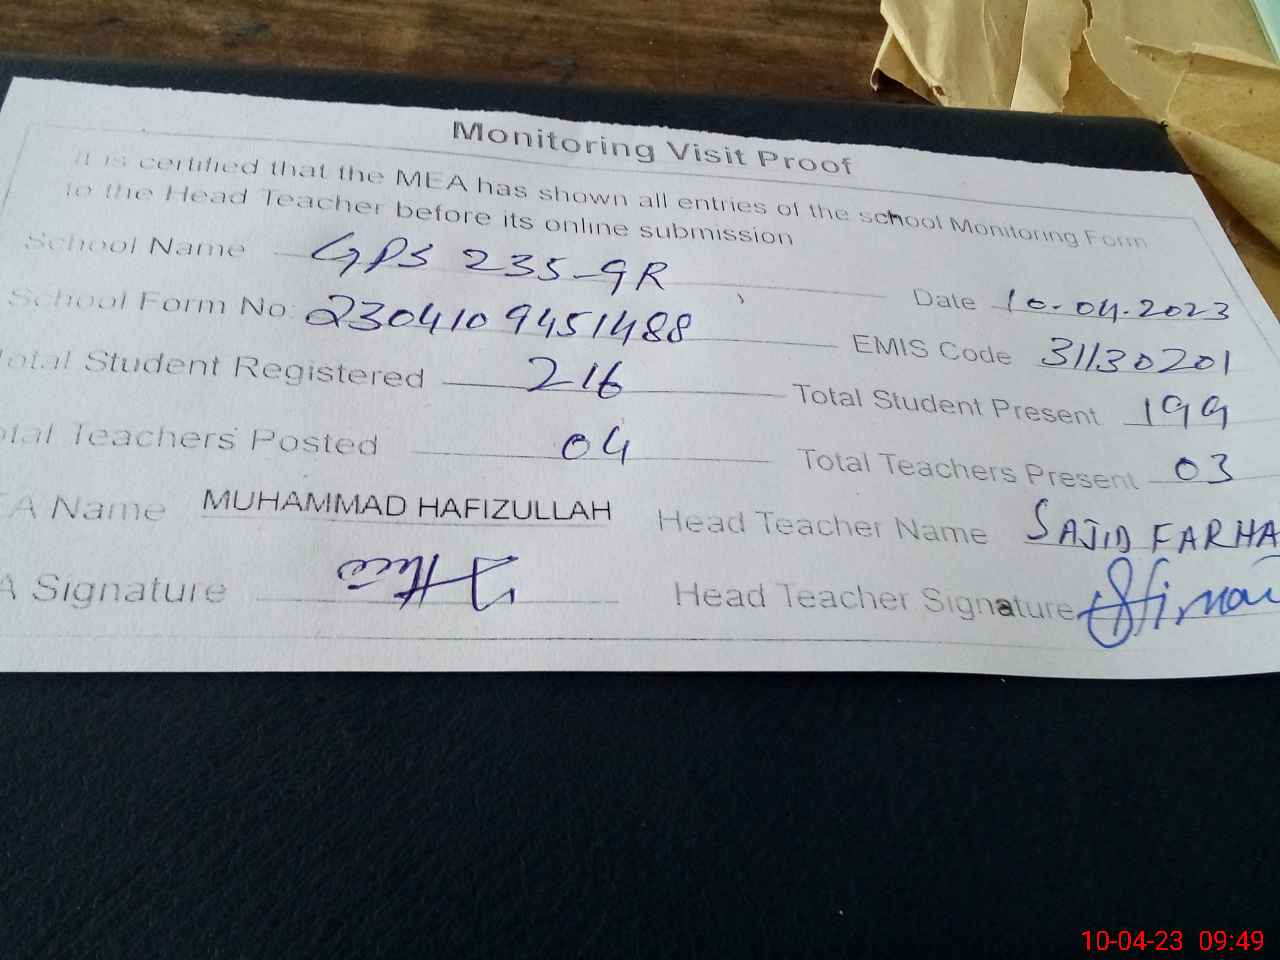 Monitoring Visit Proof
It is certified that the MEA has shown all entries of the school Monitoring Form
to the Head Teacher before its online submission
School Name GPS 235-9R Date 10.04.2023
School Form No: 2304109451488 EMIS Code 31130201
otal Student Registered 216 Total Student Present 199
otal Teachers Posted 04 Total Teachers Present 03
EA Name MUHAMMAD HAFIZULLAH Head Teacher Name SAJID FARHA
A Signature Head Teacher Signature
10-04-23 09:49